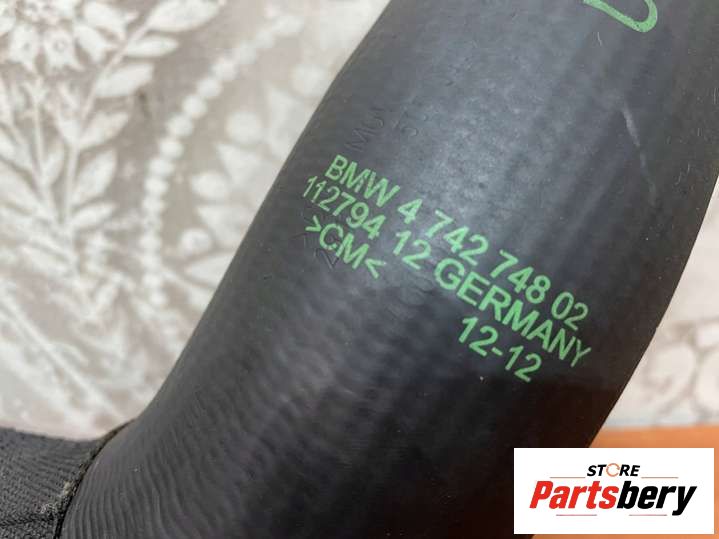 BMW 4 742 748 02
112794 12 GERMANY
>CM<
12-12
STORE
Partsbery